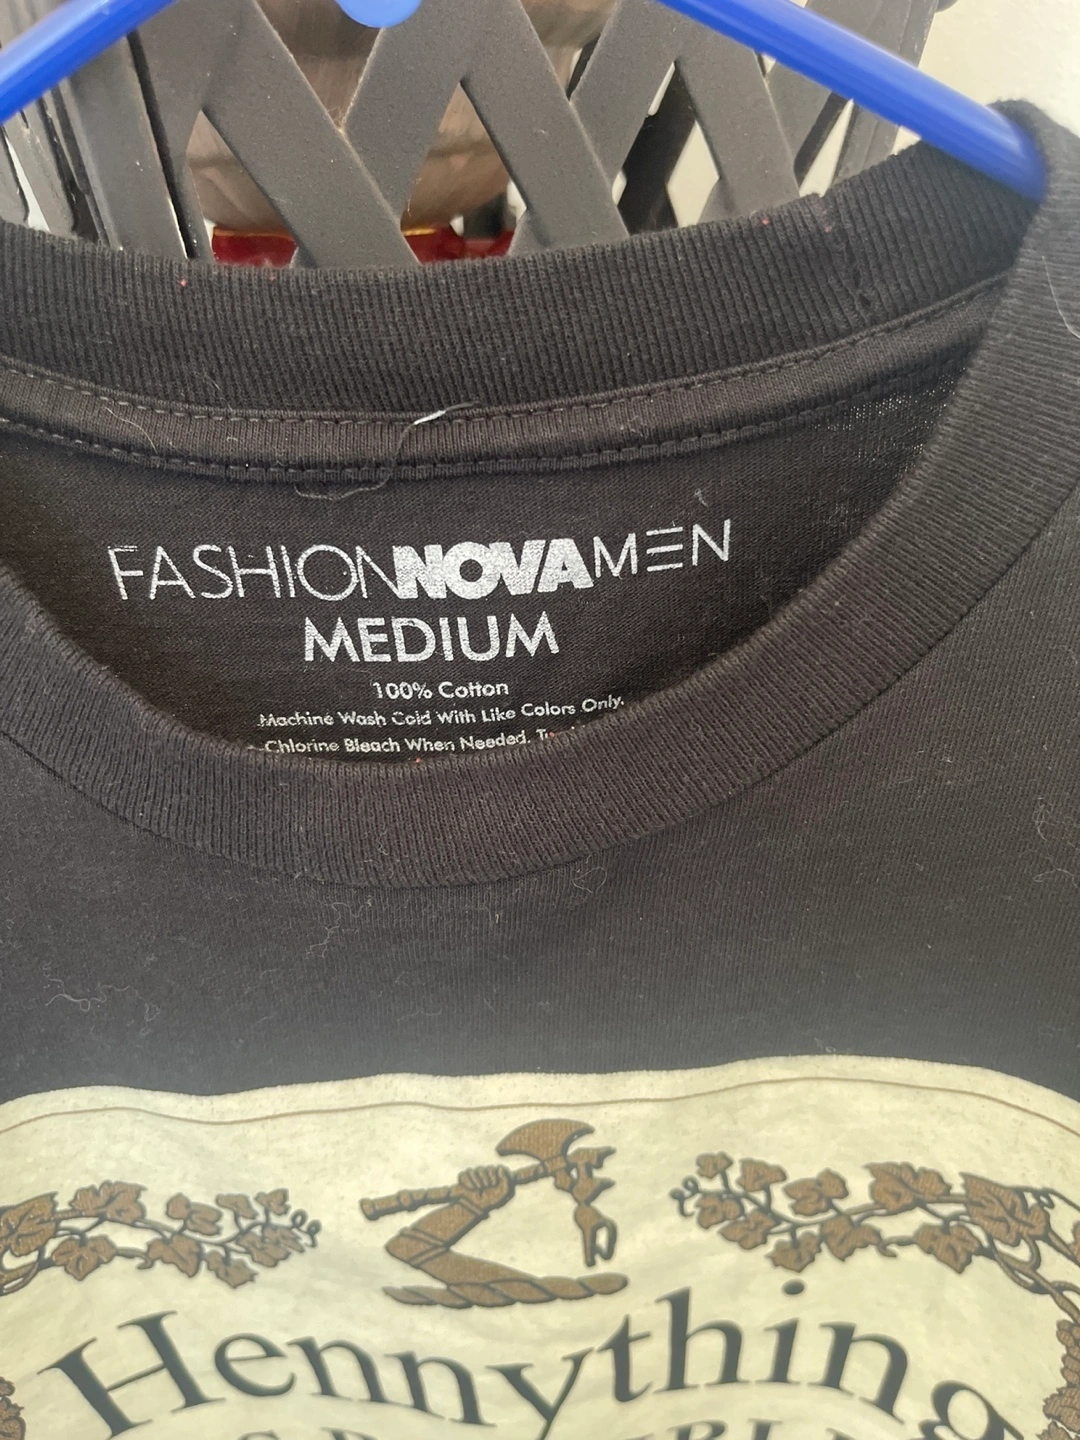 FASHIONNOVAMEN
MEDIUM
100% Cotton
Machine Wash Cold With Like Colors Only.
Chlorine Bleach When Needed.
Hennything